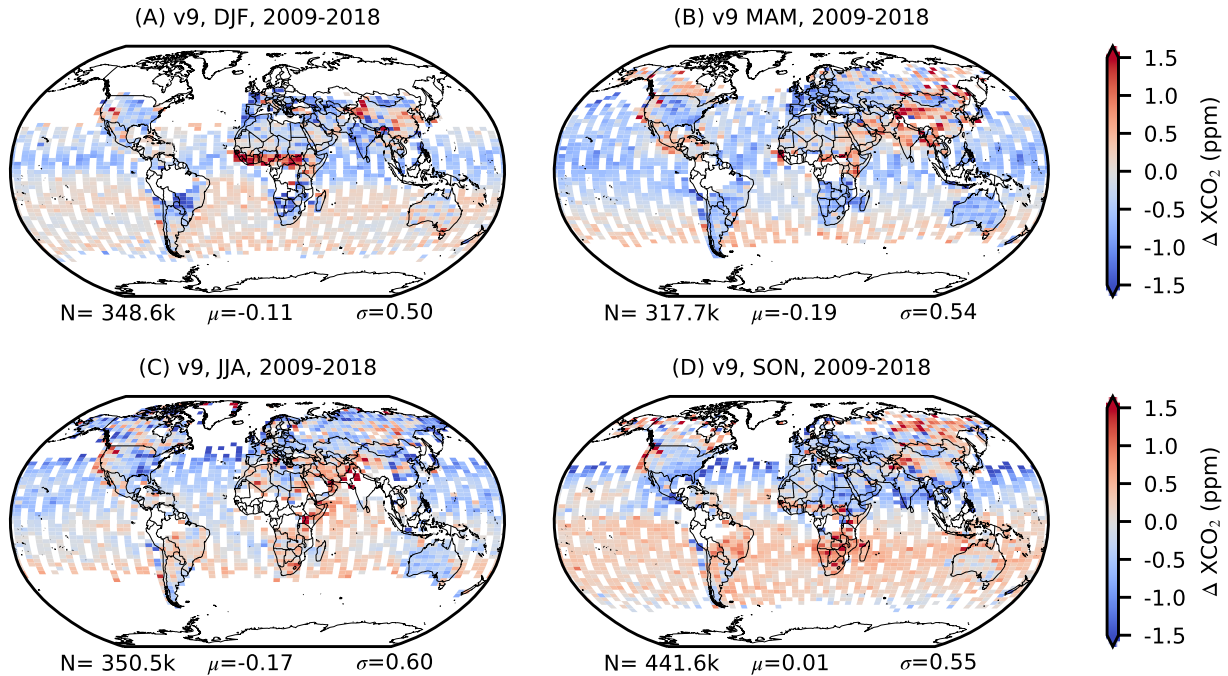 (A) v9, DJF, 2009-2018
(B) v9 MAM, 2009-2018
N= 348.6k μ=-0.11 σ=0.50
N= 317.7k μ=-0.19 σ=0.54
1.5
1.0
0.5
0.0
-0.5
-1.0
-1.5
Δ XCO₂ (ppm)
(C) v9, JJA, 2009-2018
(D) v9, SON, 2009-2018
N= 350.5k μ=-0.17 σ=0.60
N= 441.6k μ=0.01 σ=0.55
1.5
1.0
0.5
0.0
-0.5
-1.0
-1.5
Δ XCO₂ (ppm)